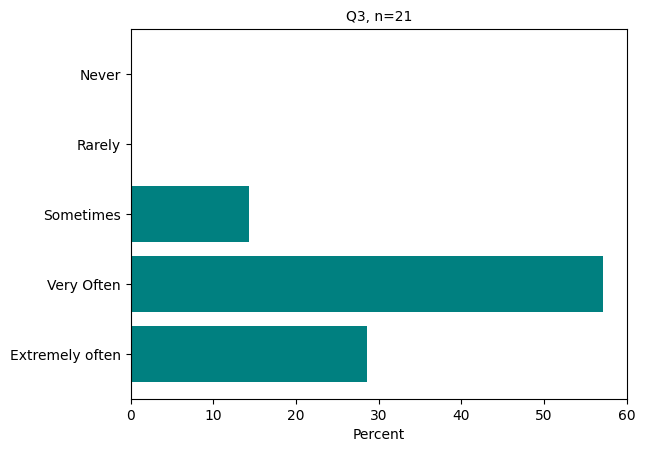 Q3, n=21
Never
Rarely
Sometimes
Very Often
Extremely often
0 10 20 30 40 50 60
Percent